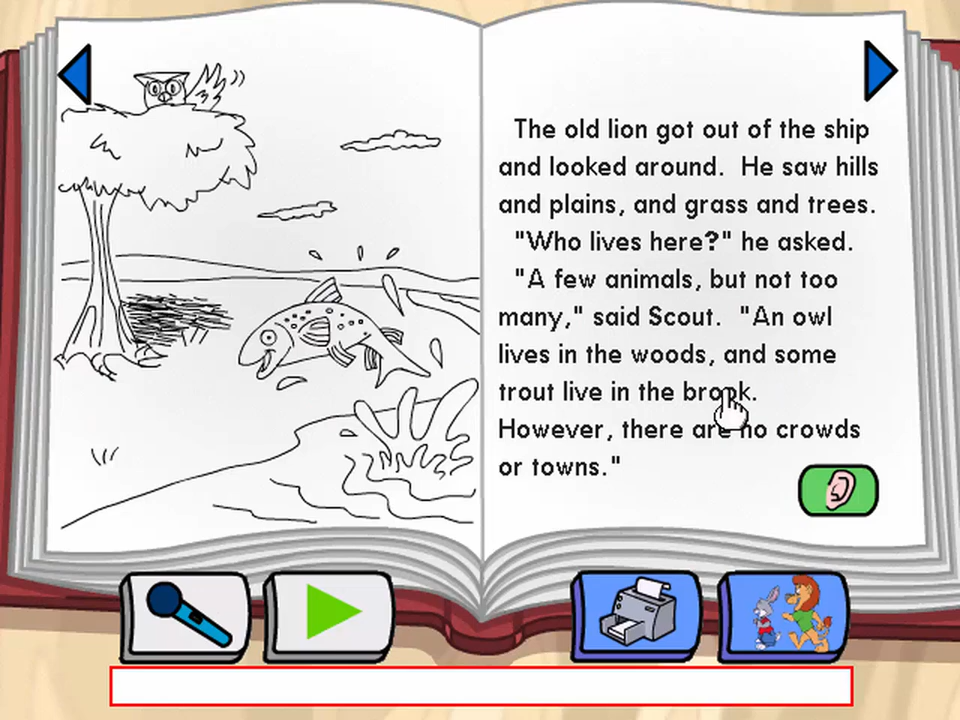 The old lion got out of the ship
and looked around.  He saw hills
and plains, and grass and trees.
"Who lives here?" he asked.
"A few animals, but not too
many," said Scout.  "An owl
lives in the woods, and some
trout live in the brook.
However, there are no crowds
or towns."